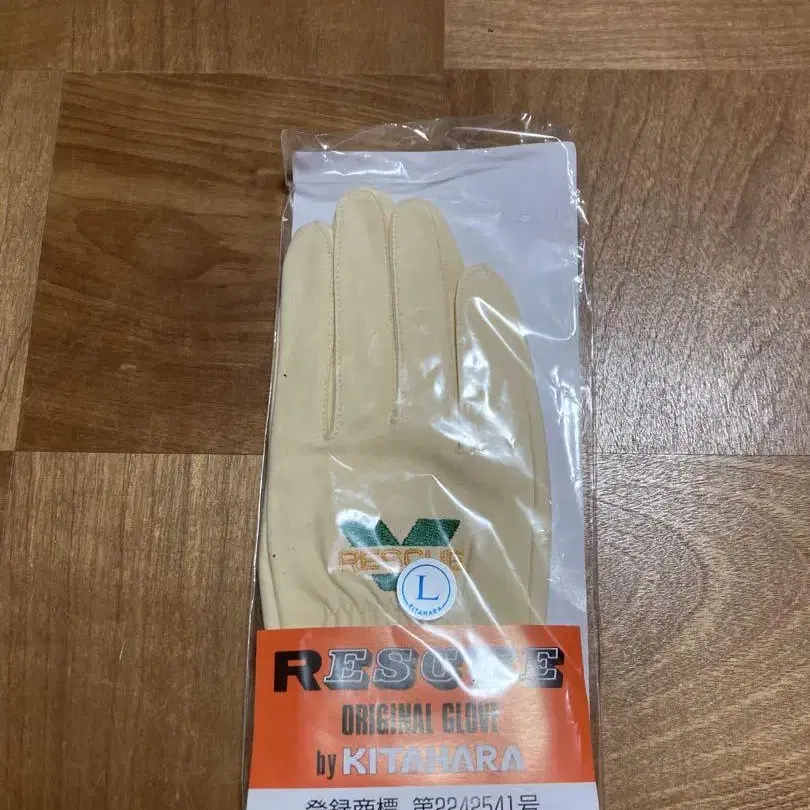 RESCUE
L
KITAHARA
RESCUE
ORIGINAL GLOVE
by KITAHARA
登録商標 第2242541号